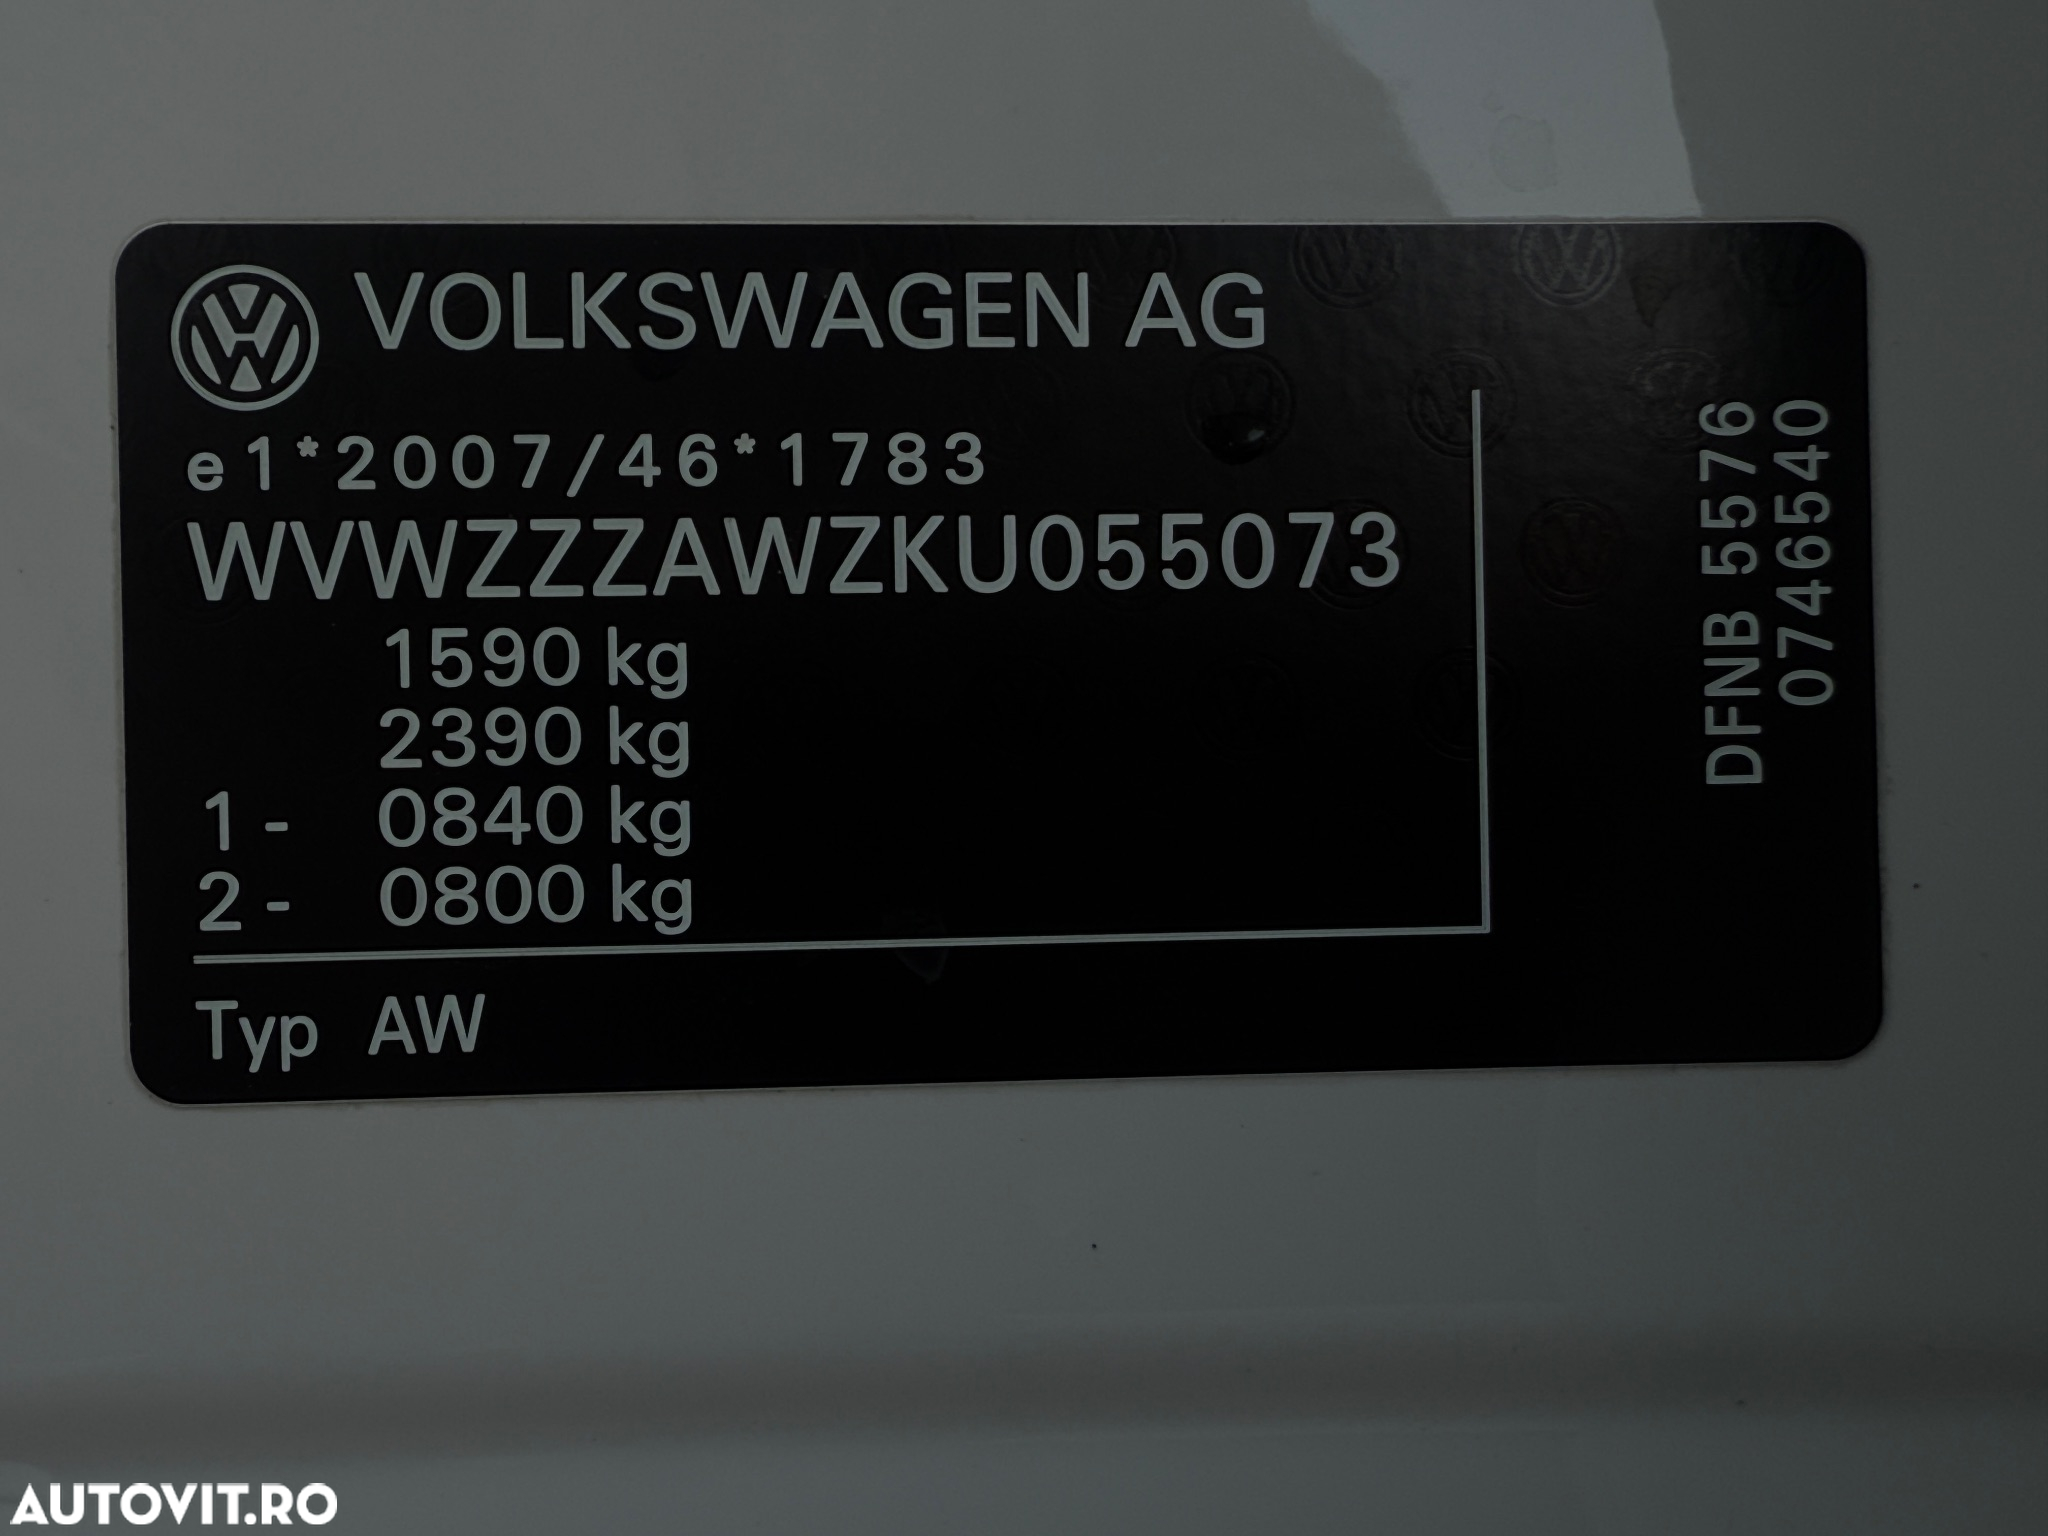 VOLKSWAGEN AG
e1*2007/46*1783
WVWZZZAWZKU055073
1590 kg
2390 kg
1- 0840 kg
2- 0800 kg
Typ AW
DFNB 5576
0746540
AUTOVIT.RO